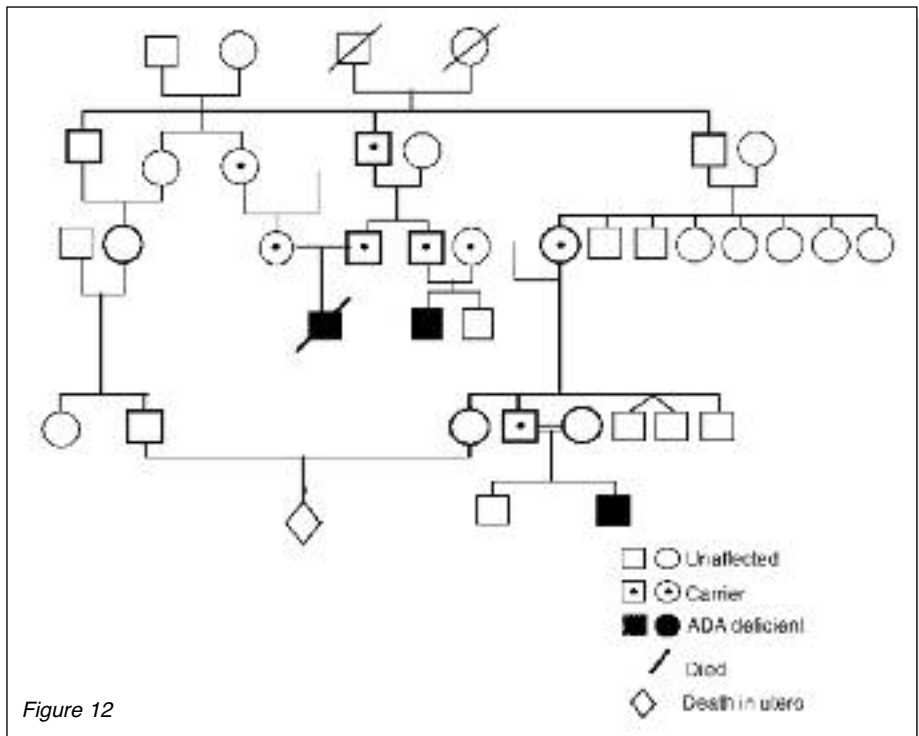 Unaffected
Carrier
ADA deficient
Died
Death in utero
Figure 12